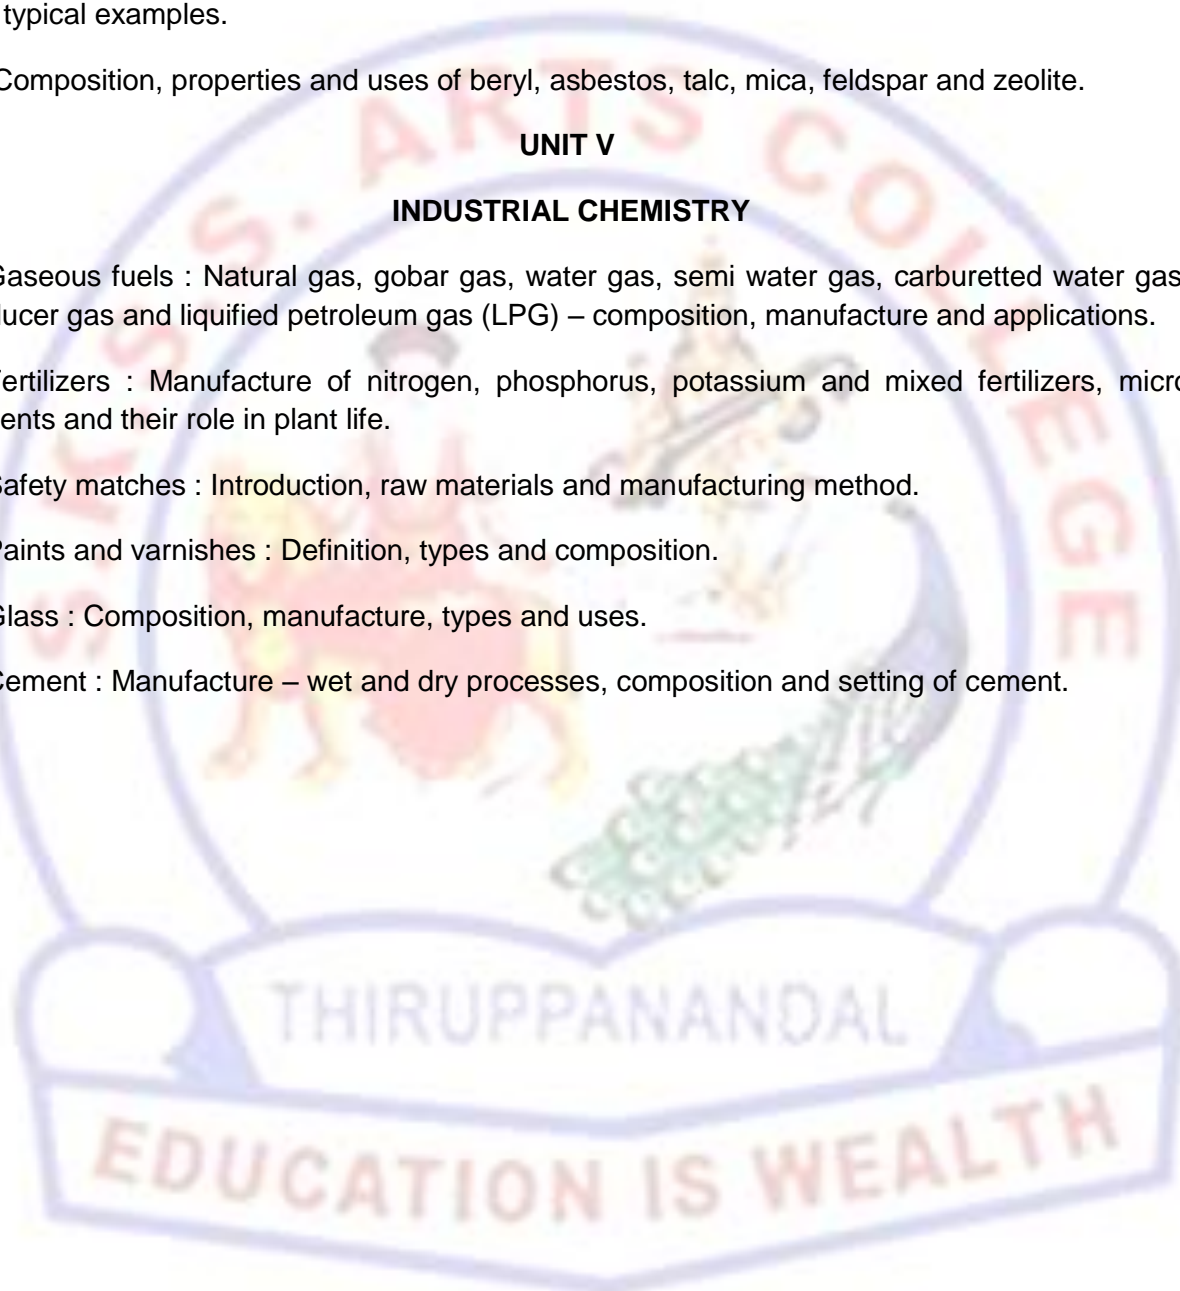 typical examples.
Composition, properties and uses of beryl, asbestos, talc, mica, feldspar and zeolite.
UNIT V
INDUSTRIAL CHEMISTRY
Gaseous fuels : Natural gas, gobar gas, water gas, semi water gas, carburetted water gas
ducer gas and liquified petroleum gas (LPG) – composition, manufacture and applications.
Fertilizers : Manufacture of nitrogen, phosphorus, potassium and mixed fertilizers, micro
ents and their role in plant life.
Safety matches : Introduction, raw materials and manufacturing method.
Paints and varnishes : Definition, types and composition.
Glass : Composition, manufacture, types and uses.
Cement : Manufacture – wet and dry processes, composition and setting of cement.
S.K.S.S. ARTS COLLEGE
THIRUPPANANDAL
EDUCATION IS WEALTH